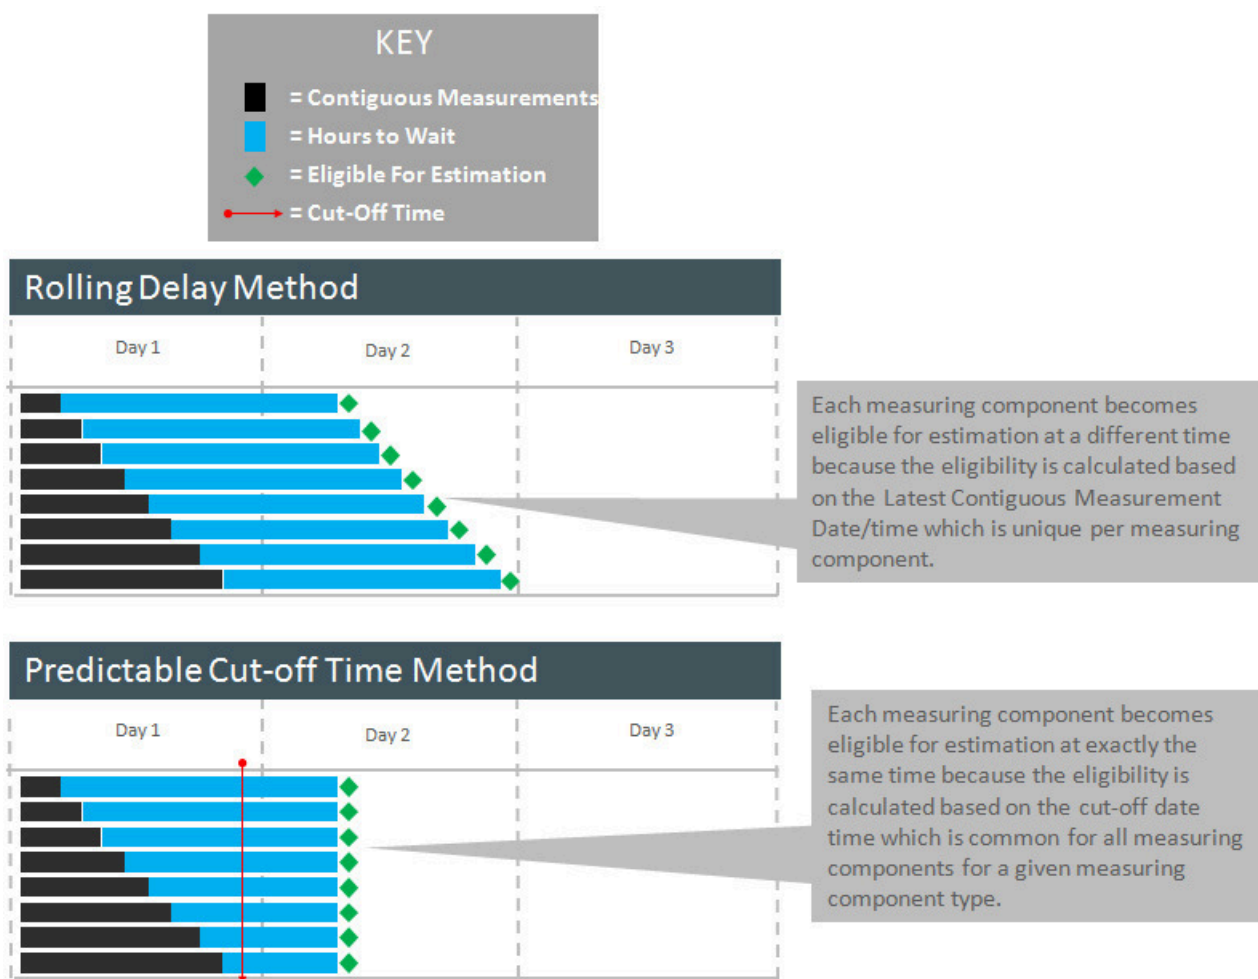 KEY
= Contiguous Measurements
= Hours to Wait
= Eligible For Estimation
= Cut-Off Time
Rolling Delay Method
Day 1
Day 2
Day 3
Each measuring component becomes
eligible for estimation at a different time
because the eligibility is calculated based
on the Latest Contiguous Measurement
Date/time which is unique per measuring
component.
Predictable Cut-off Time Method
Day 1
Day 2
Day 3
Each measuring component becomes
eligible for estimation at exactly the
same time because the eligibility is
calculated based on the cut-off date
time which is common for all measuring
components for a given measuring
component type.